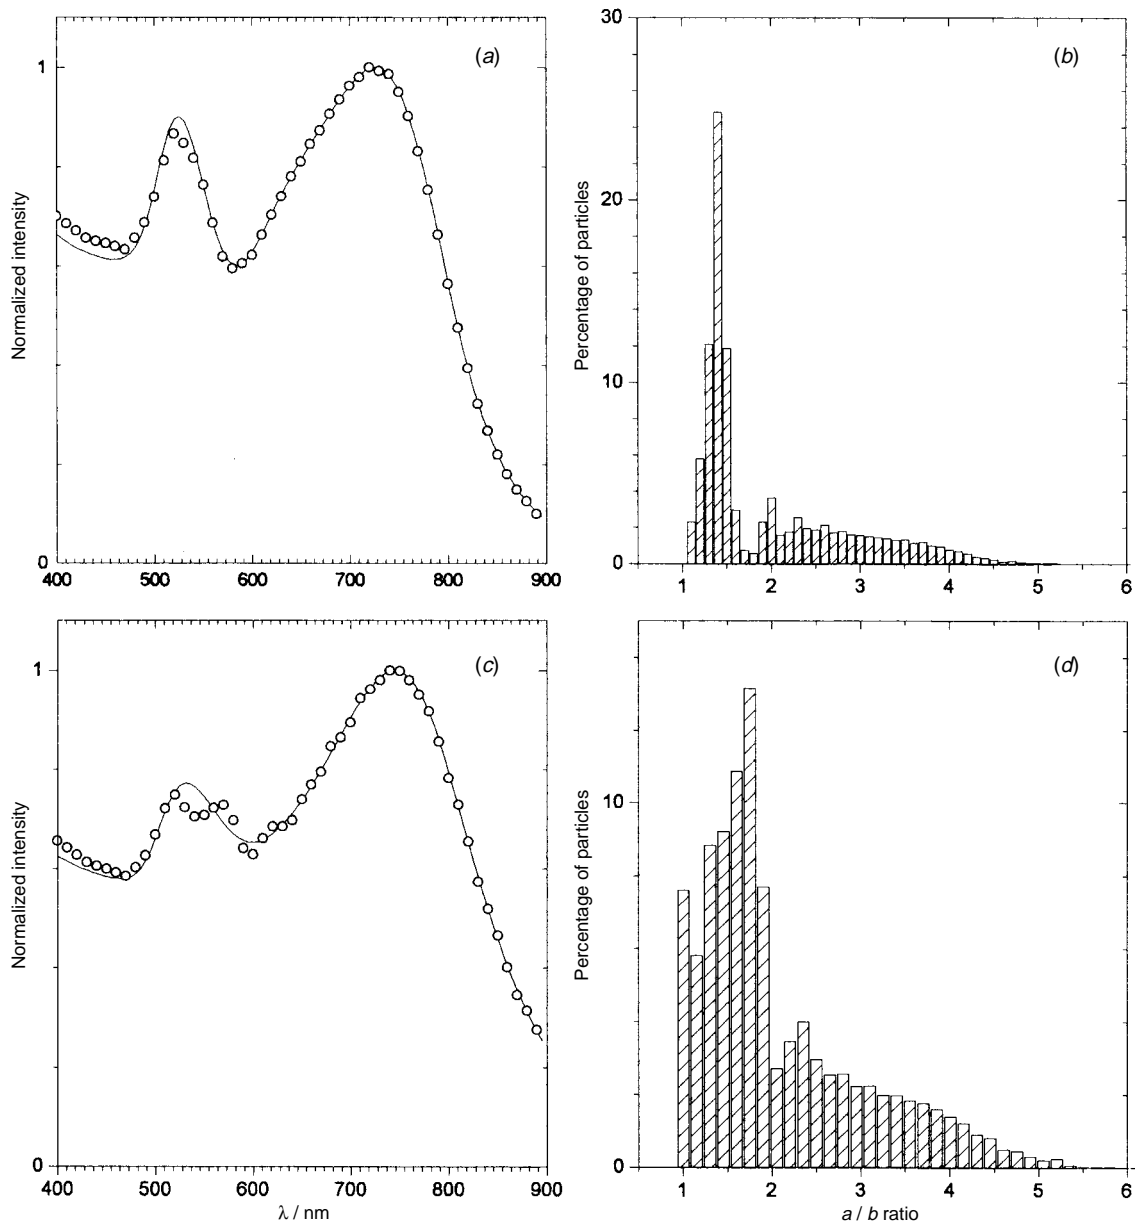 (a)
1
Normalized intensity
0
400 500 600 700 800 900
(b)
30
20
10
0
Percentage of particles
1 2 3 4 5 6
(c)
1
Normalized intensity
0
400 500 600 700 800 900
λ / nm
(d)
10
0
Percentage of particles
1 2 3 4 5 6
a / b ratio